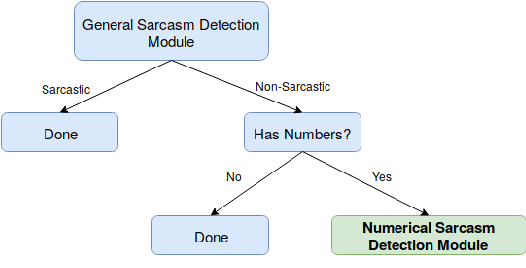 General Sarcasm Detection
Module
Sarcastic
Non-Sarcastic
Done
Has Numbers?
No
Yes
Done
Numerical Sarcasm
Detection Module